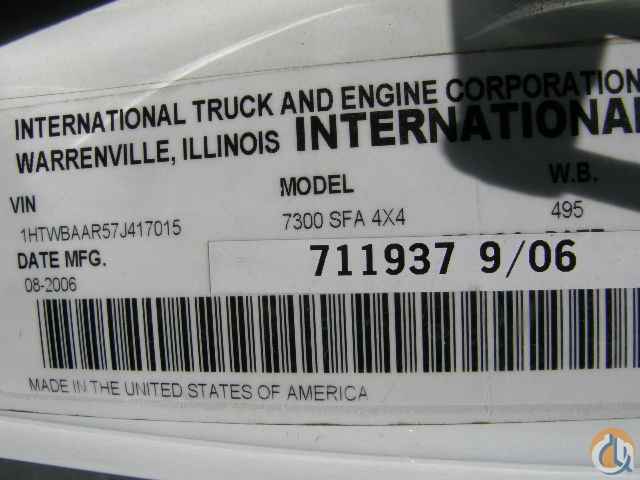 INTERNATIONAL TRUCK AND ENGINE CORPORATION
WARRENVILLE, ILLINOIS INTERNATIONAL
VIN MODEL W.B.
1HTWBAAR57J417015 7300 SFA 4X4 495
DATE MFG.
08-2006 711937 9/06
MADE IN THE UNITED STATES OF AMERICA